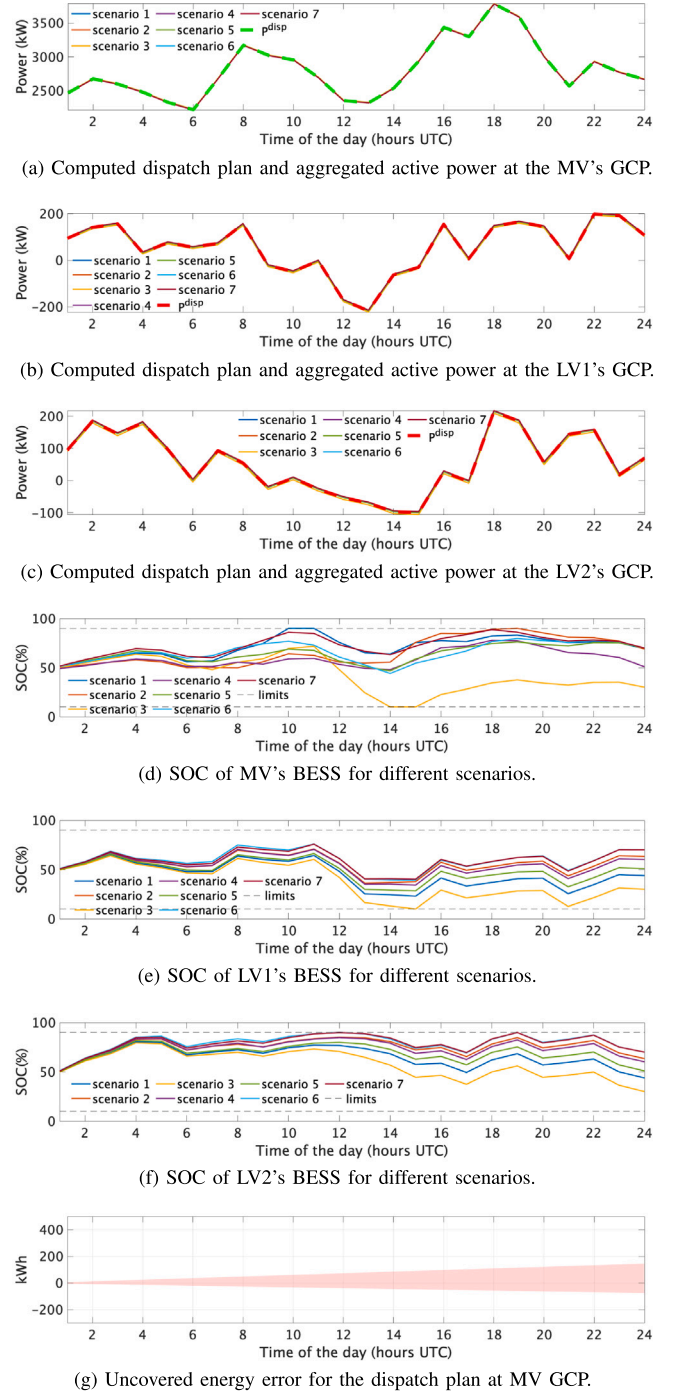 scenario 1 scenario 4 scenario 7
scenario 2 scenario 5 Pdisp
scenario 3 scenario 6
Power (kW)
3500
3000
2500
2 4 6 8 10 12 14 16 18 20 22 24
Time of the day (hours UTC)
(a) Computed dispatch plan and aggregated active power at the MV's GCP.
200
0
-200
Power (kW)
scenario 1 scenario 5
scenario 2 scenario 6
scenario 3 scenario 7
scenario 4 Pdisp
2 4 6 8 10 12 14 16 18 20 22 24
Time of the day (hours UTC)
(b) Computed dispatch plan and aggregated active power at the LV1's GCP.
200
100
0
-100
Power (kW)
scenario 1 scenario 4 scenario 7
scenario 2 scenario 5 Pdisp
scenario 3 scenario 6
2 4 6 8 10 12 14 16 18 20 22 24
Time of the day (hours UTC)
(c) Computed dispatch plan and aggregated active power at the LV2's GCP.
100
50
0
SOC(%)
scenario 1 scenario 4 scenario 7
scenario 2 scenario 5 limits
scenario 3 scenario 6
2 4 6 8 10 12 14 16 18 20 22 24
Time of the day (hours UTC)
(d) SOC of MV's BESS for different scenarios.
100
50
0
SOC(%)
scenario 1 scenario 4 scenario 7
scenario 2 scenario 5 limits
scenario 3 scenario 6
2 4 6 8 10 12 14 16 18 20 22 24
Time of the day (hours UTC)
(e) SOC of LV1's BESS for different scenarios.
100
50
0
SOC(%)
scenario 1 scenario 3 scenario 5 scenario 7
scenario 2 scenario 4 scenario 6 limits
2 4 6 8 10 12 14 16 18 20 22 24
Time of the day (hours UTC)
(f) SOC of LV2's BESS for different scenarios.
400
200
0
-200
kWh
2 4 6 8 10 12 14 16 18 20 22 24
Time of the day (hours UTC)
(g) Uncovered energy error for the dispatch plan at MV GCP.